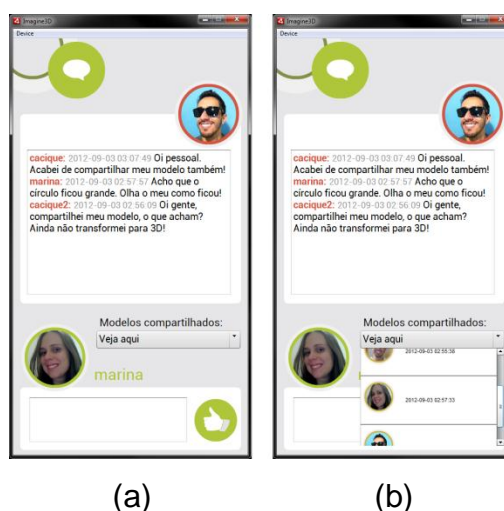 Imagine3D
Device
cacique: 2012-09-03 03:07:49 Oi pessoal.
Acabei de compartilhar meu modelo também!
marina: 2012-09-03 02:57:57 Acho que o
círculo ficou grande. Olha o meu como ficou!
cacique2: 2012-09-03 02:56:09 Oi gente,
compartilhei meu modelo, o que acham?
Ainda não transformei para 3D!
Modelos compartilhados:
Veja aqui
marina
(a)
Imagine3D
Device
cacique: 2012-09-03 03:07:49 Oi pessoal.
Acabei de compartilhar meu modelo também!
marina: 2012-09-03 02:57:57 Acho que o
círculo ficou grande. Olha o meu como ficou!
cacique2: 2012-09-03 02:56:09 Oi gente,
compartilhei meu modelo, o que acham?
Ainda não transformei para 3D!
Modelos compartilhados:
Veja aqui
2012-09-03 02:55:38
2012-09-03 02:57:33
(b)